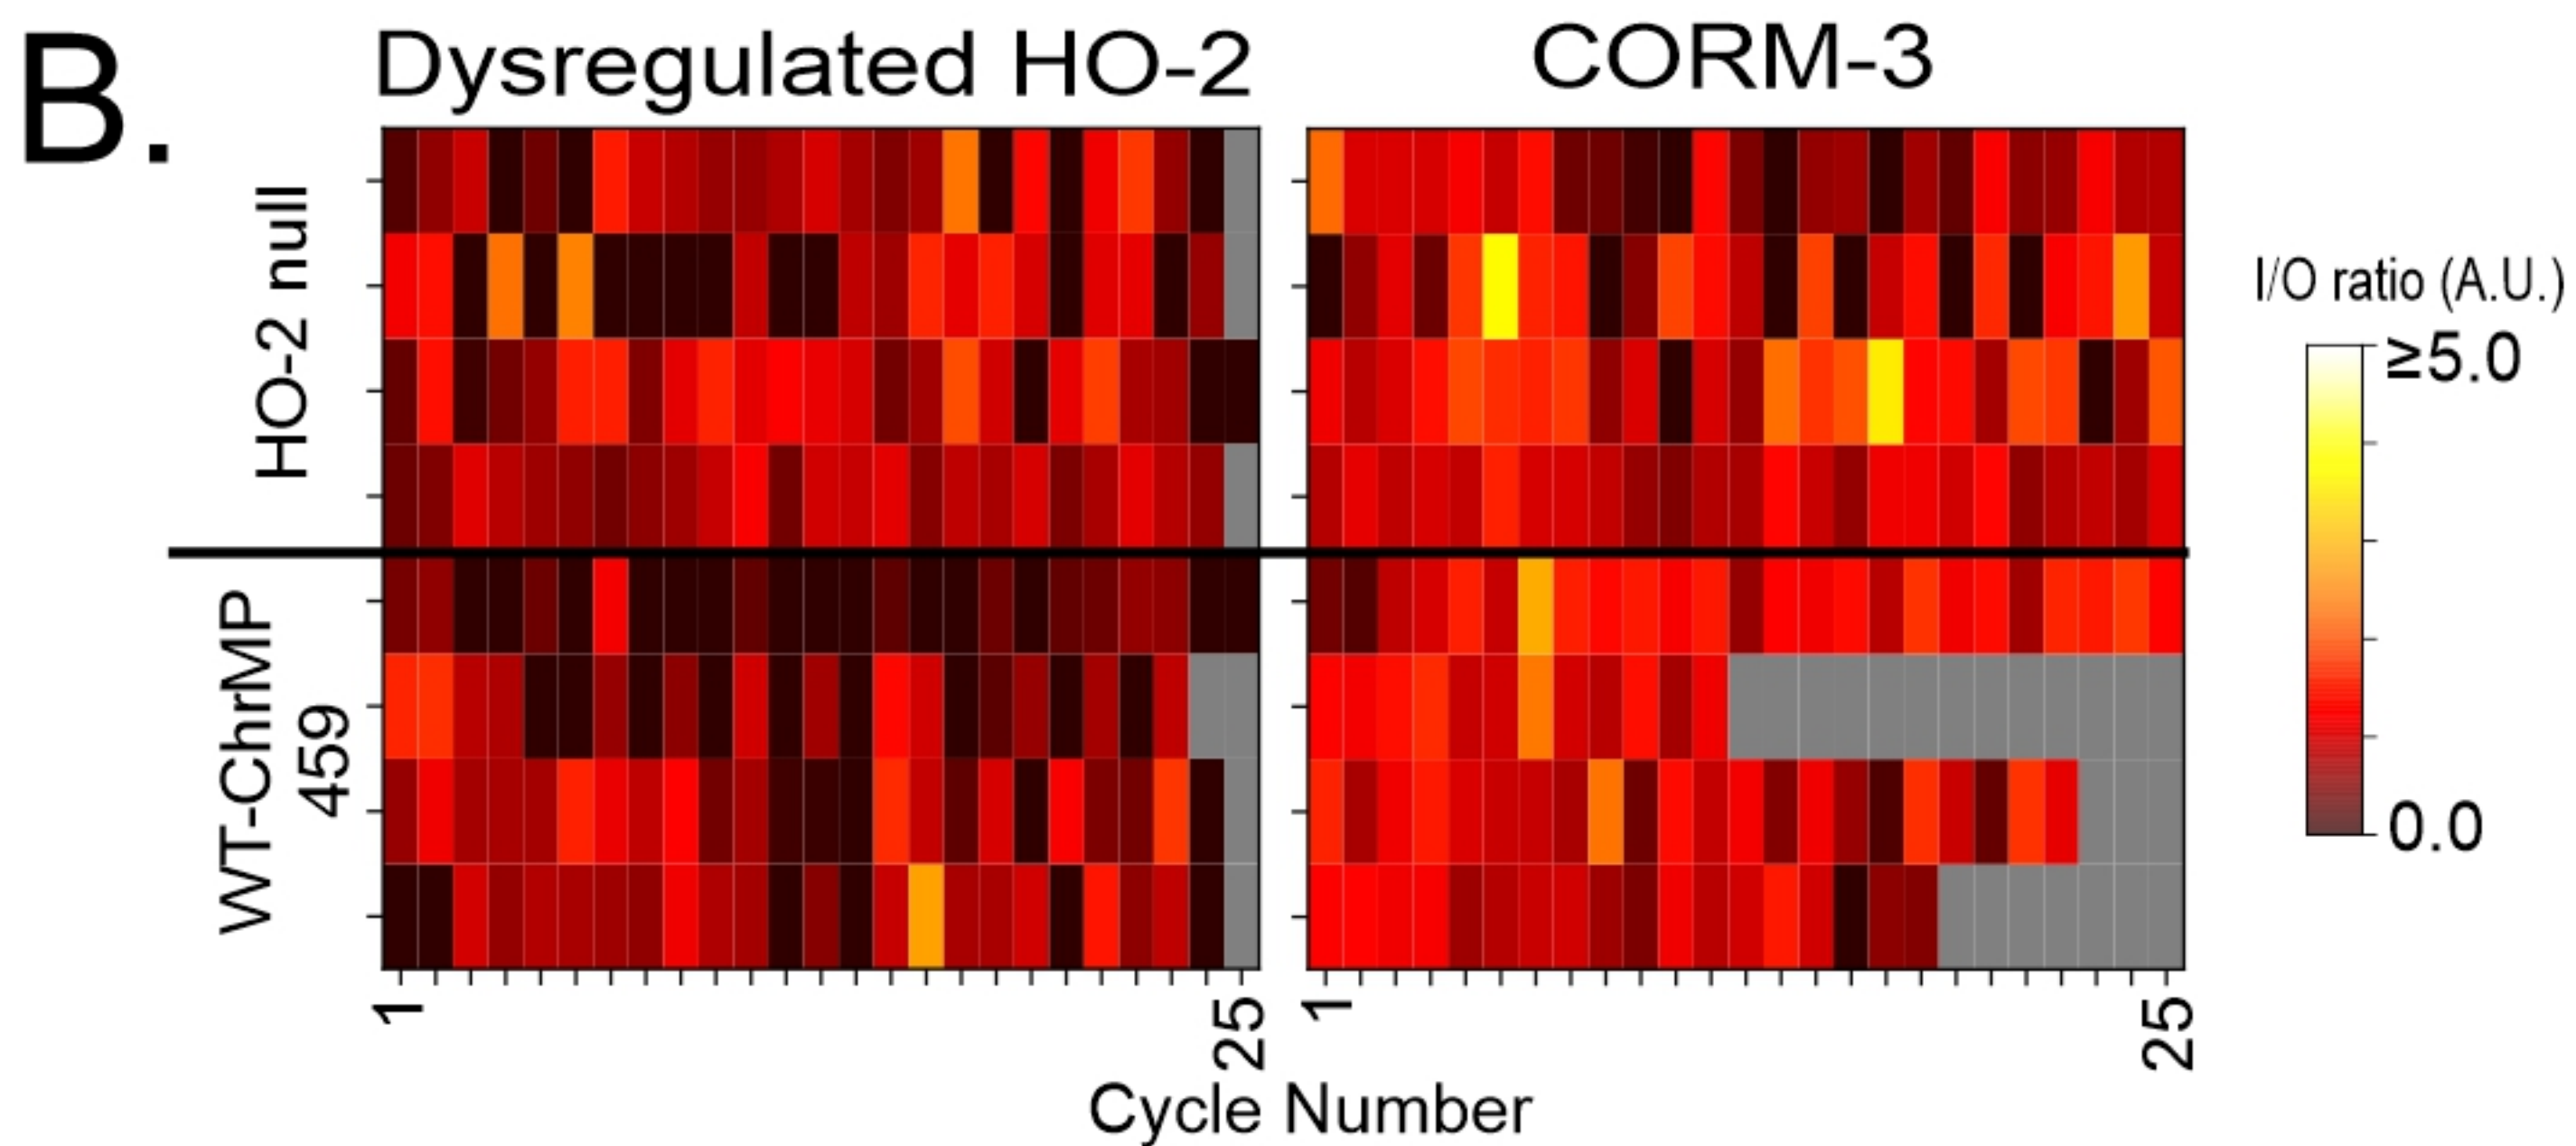 B.
Dysregulated HO-2
CORM-3
HO-2 null
WT-ChrMP
459
I/O ratio (A.U.)
≥5.0
0.0
1
25
1
25
Cycle Number